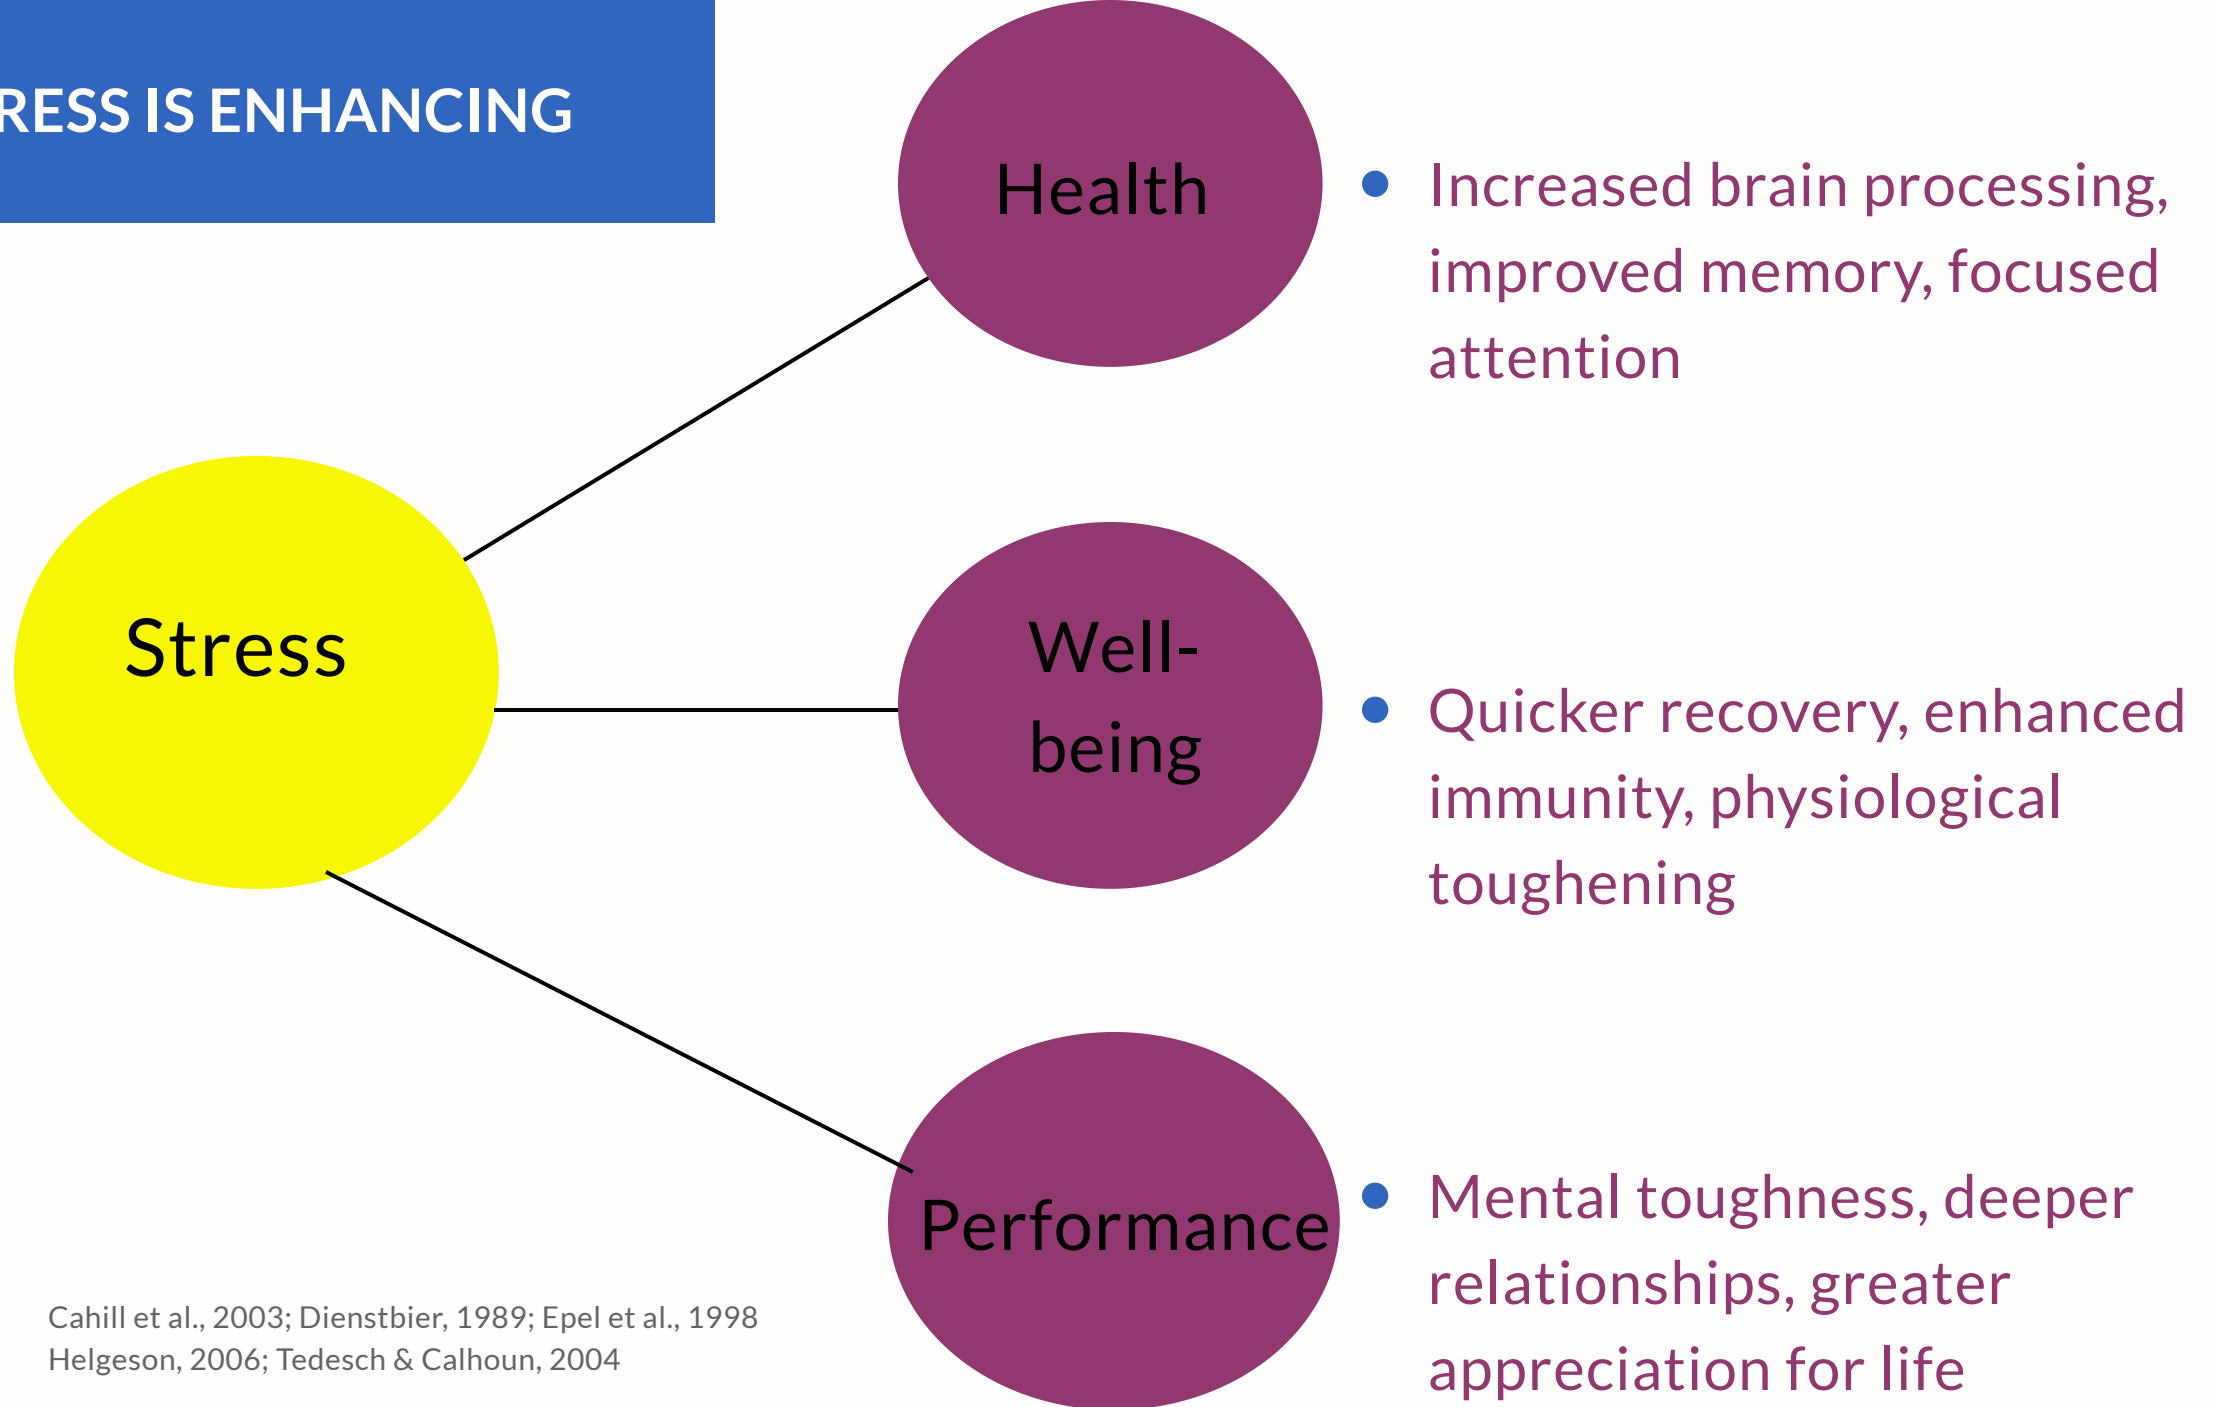 RESS IS ENHANCING
Health
Increased brain processing,
improved memory, focused
attention
Stress
Well-
being
Quicker recovery, enhanced
immunity, physiological
toughening
Performance
Mental toughness, deeper
relationships, greater
appreciation for life
Cahill et al., 2003; Dienstbier, 1989; Epel et al., 1998
Helgeson, 2006; Tedesch & Calhoun, 2004